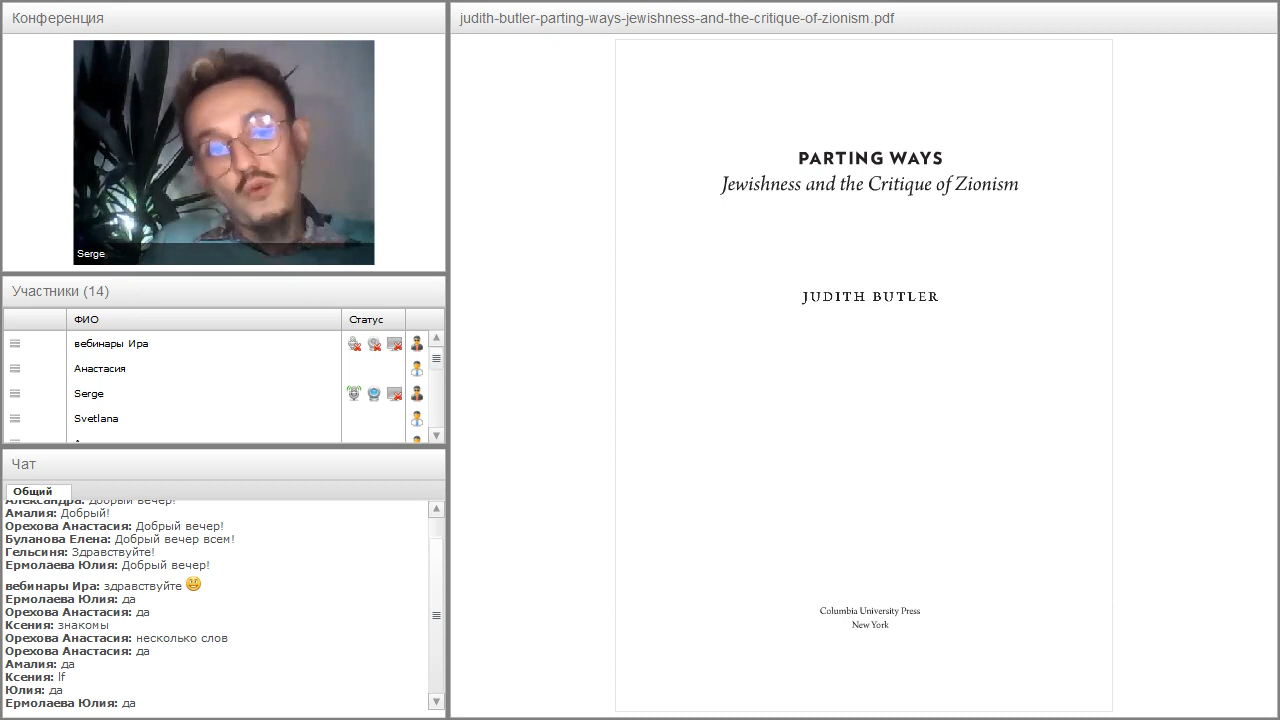 Конференция
Serge
Участники (14)
ФИО
Статус
вебинары Ира
Анастасия
Serge
Svetlana
Чат
Общий
Александра: Добрый вечер!
Амалия: Добрый!
Орехова Анастасия: Добрый вечер!
Буланова Елена: Добрый вечер всем!
Гельсиня: Здравствуйте!
Ермолаева Юлия: Добрый вечер!
вебинары Ира: здравствуйте
Ермолаева Юлия: да
Орехова Анастасия: да
Ксения: знакомы
Орехова Анастасия: несколько слов
Орехова Анастасия: да
Амалия: да
Ксения: lf
Юлия: да
Ермолаева Юлия: да
judith-butler-parting-ways-jewishness-and-the-critique-of-zionism.pdf
PARTING WAYS
Jewishness and the Critique of Zionism
JUDITH BUTLER
Columbia University Press
New York